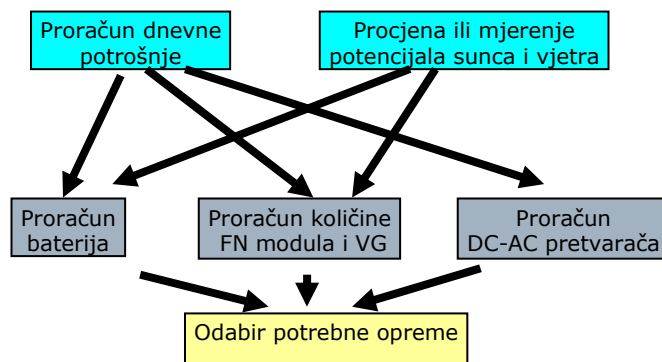 Proračun dnevne
potrošnje
Procjena ili mjerenje
potencijala sunca i vjetra
Proračun
baterija
Proračun količine
FN modula i VG
Proračun
DC-AC pretvarača
Odabir potrebne opreme